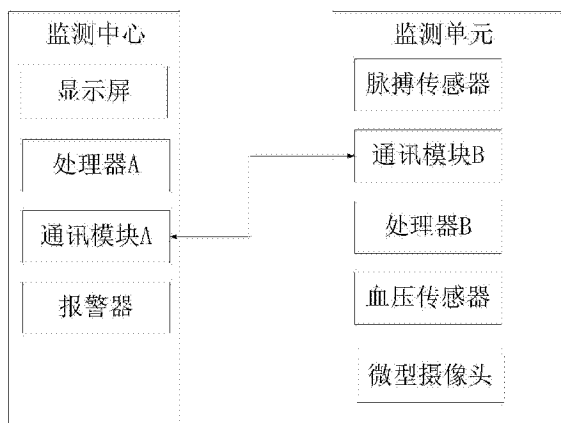 监测中心
显示屏
处理器A
通讯模块A
报警器
监测单元
脉搏传感器
通讯模块B
处理器B
血压传感器
微型摄像头